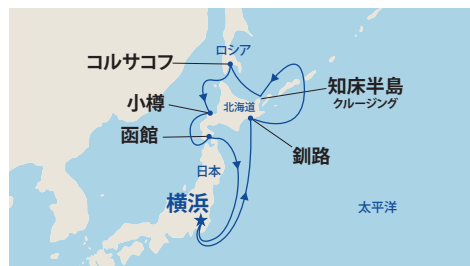 ロシア
コルサコフ
知床半島
クルージング
小樽
北海道
函館
釧路
日本
横浜
太平洋